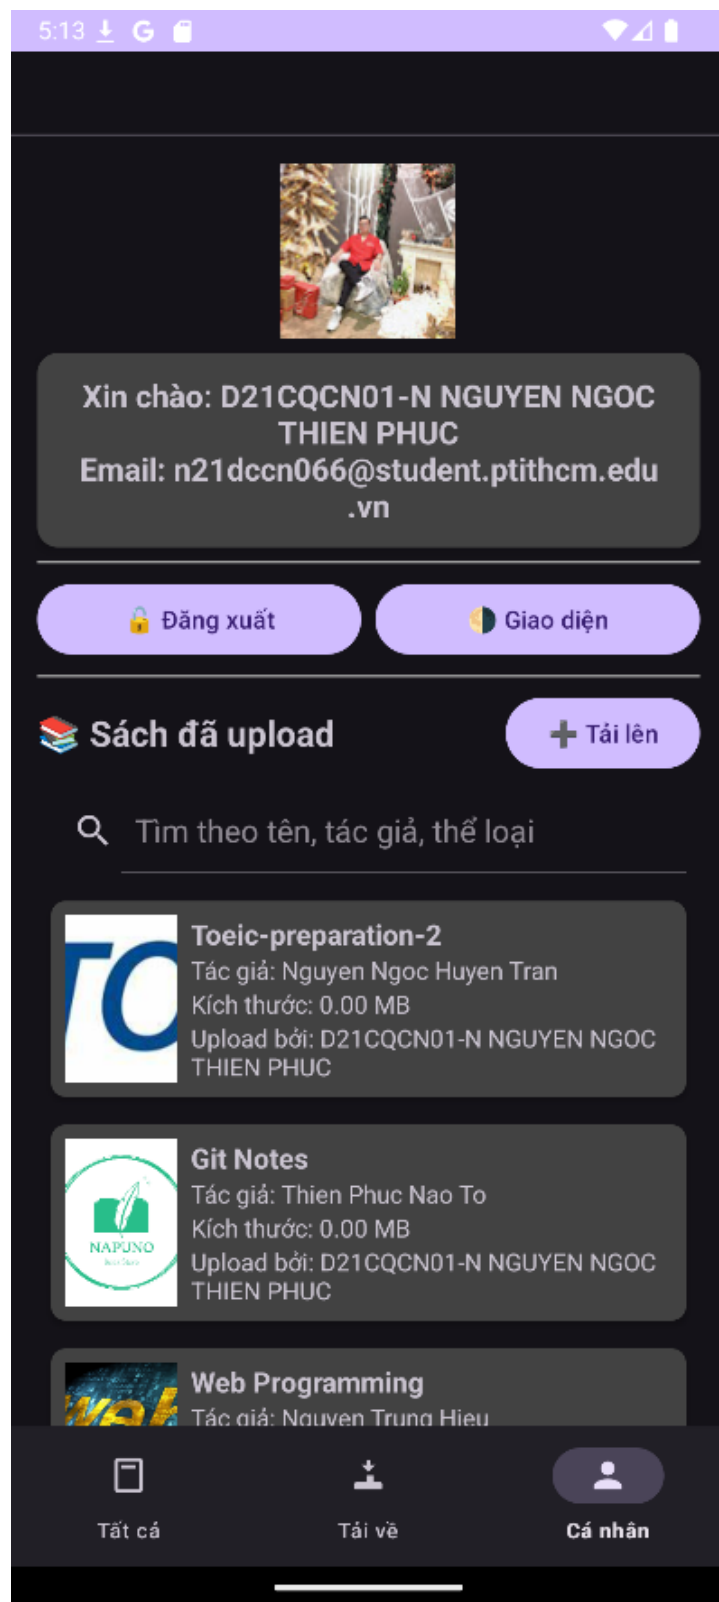 5:13
Xin chào: D21CQCN01-N NGUYEN NGOC
THIEN PHUC
Email: n21dccn066@student.ptithcm.edu
.vn
Đăng xuất
Giao diện
Sách đã upload
Tải lên
Tìm theo tên, tác giả, thể loại
TO
Toeic-preparation-2
Tác giả: Nguyen Ngoc Huyen Tran
Kích thước: 0.00 MB
Upload bởi: D21CQCN01-N NGUYEN NGOC
THIEN PHUC
NAPUNO
Git Notes
Tác giả: Thien Phuc Nao To
Kích thước: 0.00 MB
Upload bởi: D21CQCN01-N NGUYEN NGOC
THIEN PHUC
web
Web Programming
Tác giả: Nguyen Trung Hieu
Tất cả
Tải về
Cá nhân